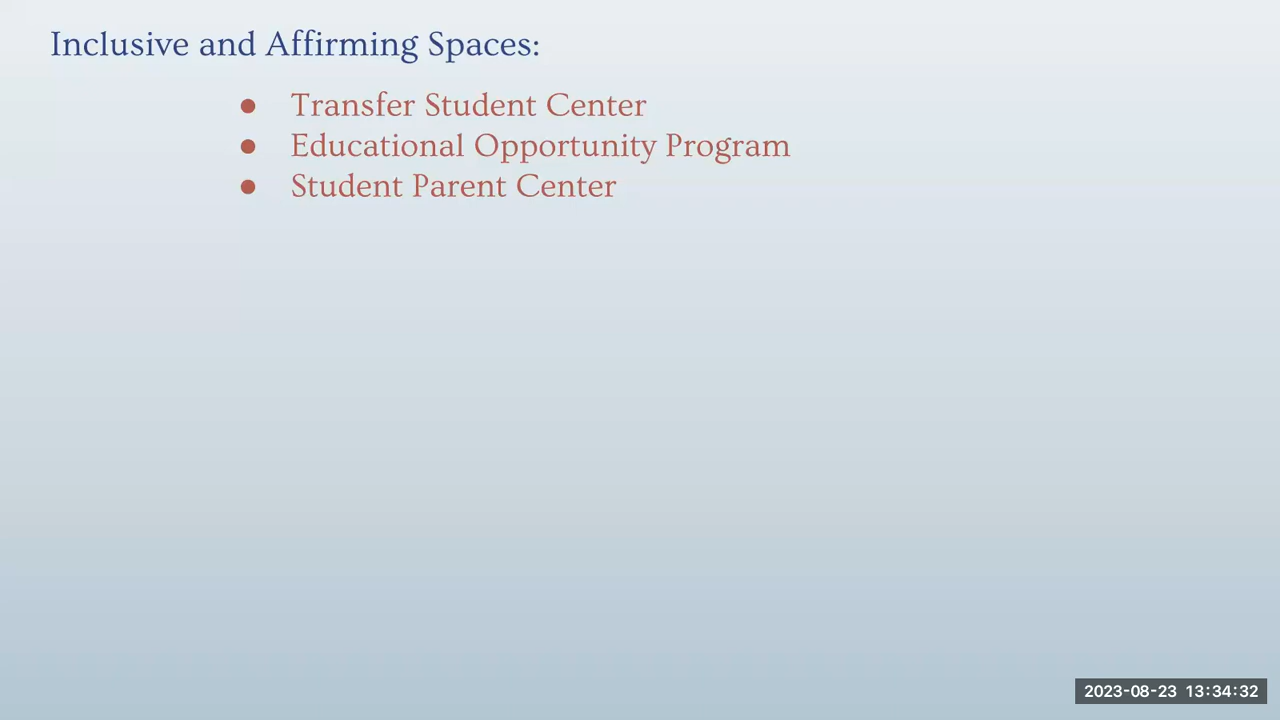 Inclusive and Affirming Spaces:
● Transfer Student Center
● Educational Opportunity Program
● Student Parent Center
2023-08-23 13:34:32